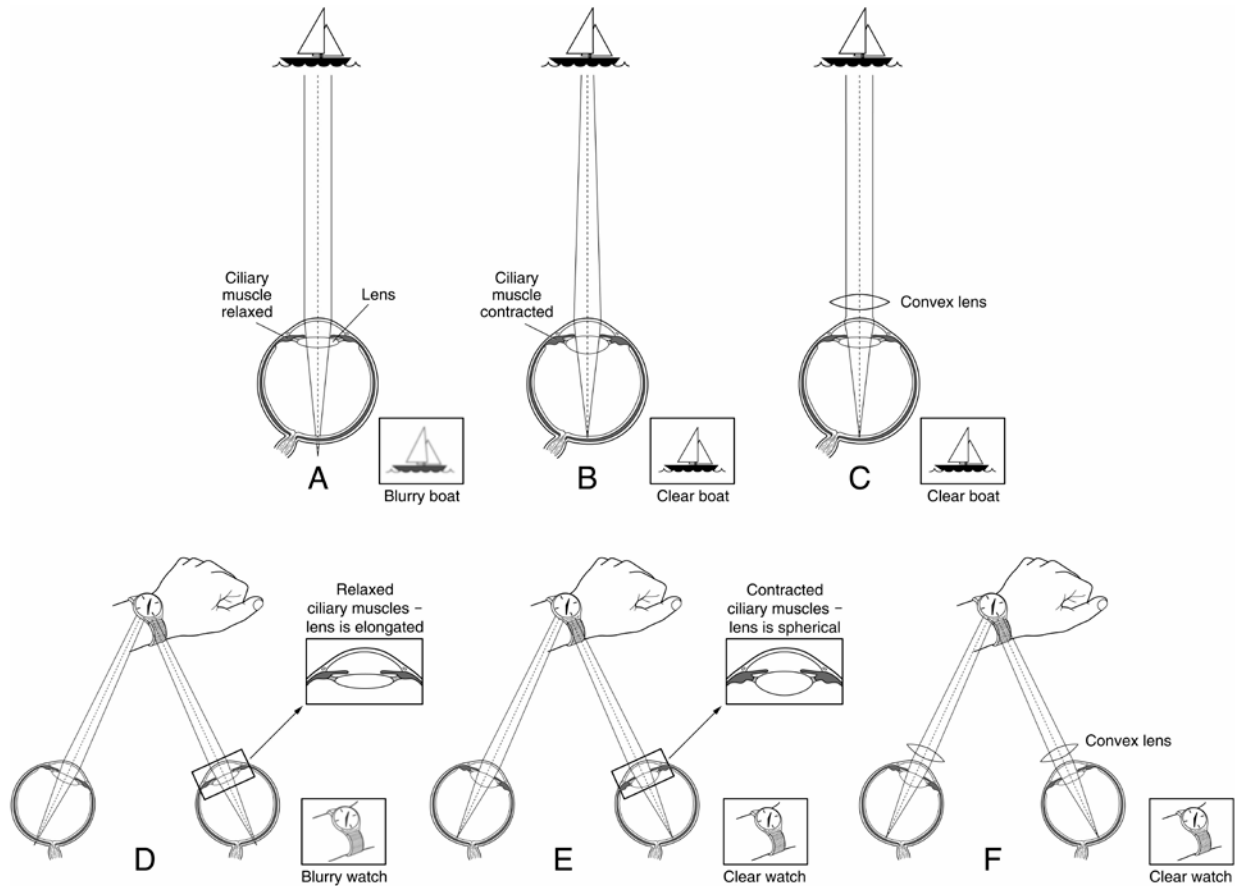 Ciliary
muscle
relaxed
Lens
A
Blurry boat
Ciliary
muscle
contracted
B
Clear boat
Convex lens
C
Clear boat
Relaxed
ciliary muscles –
lens is elongated
D
Blurry watch
Contracted
ciliary muscles –
lens is spherical
E
Clear watch
Convex lens
F
Clear watch